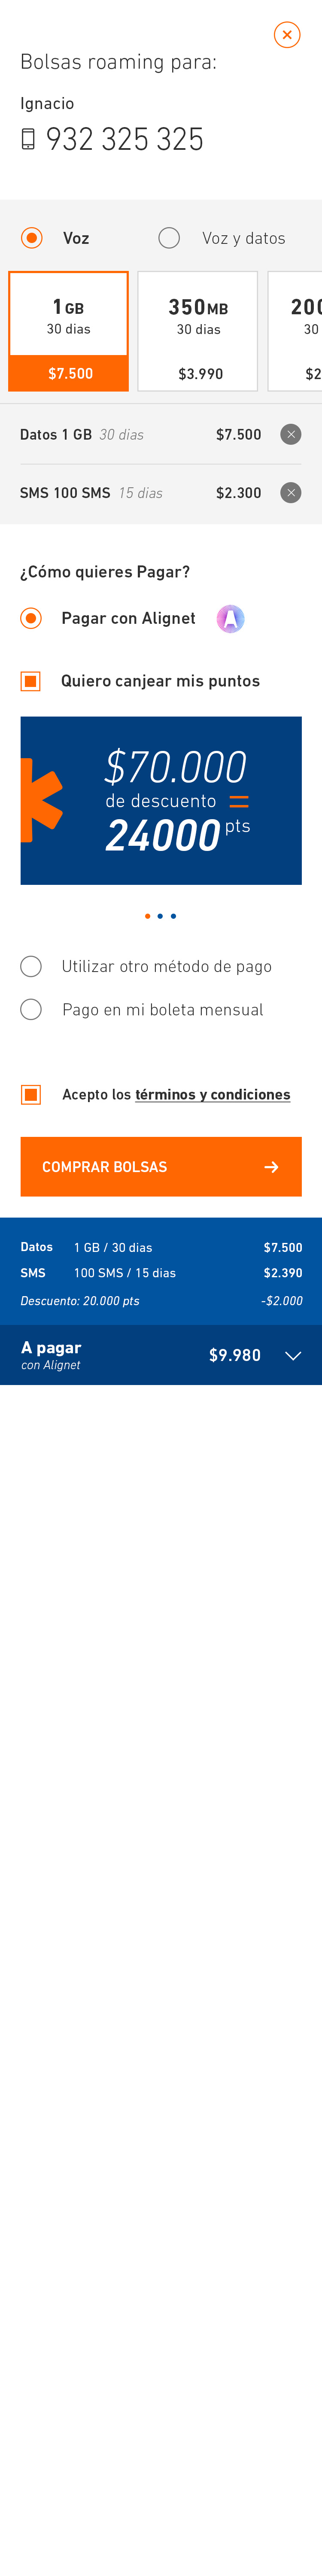 Bolsas roaming para:
Ignacio
932 325 325
Voz
Voz y datos
1GB
30 dias
$7.500
350MB
30 dias
$3.990
200
30
$2
Datos 1 GB 30 dias $7.500
SMS 100 SMS 15 dias $2.300
¿Cómo quieres Pagar?
Pagar con Alignet
Quiero canjear mis puntos
$70.000
de descuento =
24000 pts
Utilizar otro método de pago
Pago en mi boleta mensual
Acepto los términos y condiciones
COMPRAR BOLSAS
Datos 1 GB / 30 dias $7.500
SMS 100 SMS / 15 dias $2.390
Descuento: 20.000 pts -$2.000
A pagar
con Alignet
$9.980